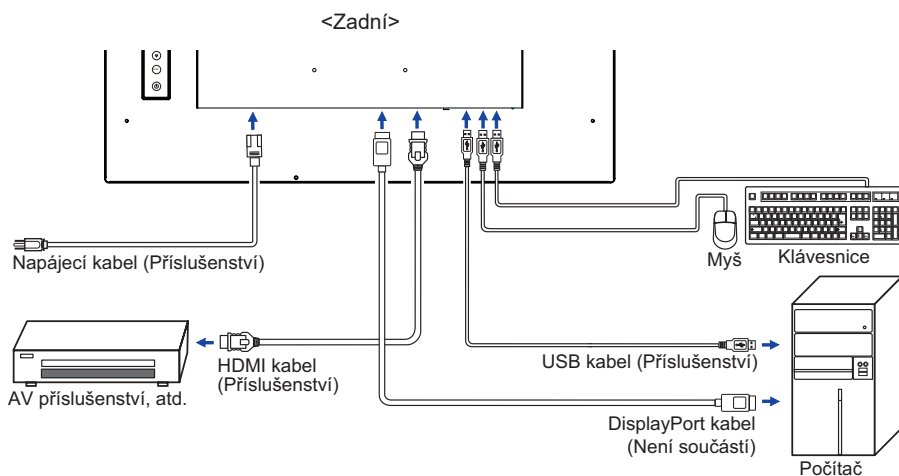 <Zadní>
Napájecí kabel (Příslušenství)
Myš
Klávesnice
HDMI kabel
(Příslušenství)
USB kabel (Příslušenství)
AV příslušenství, atd.
DisplayPort kabel
(Není součástí)
Počítač